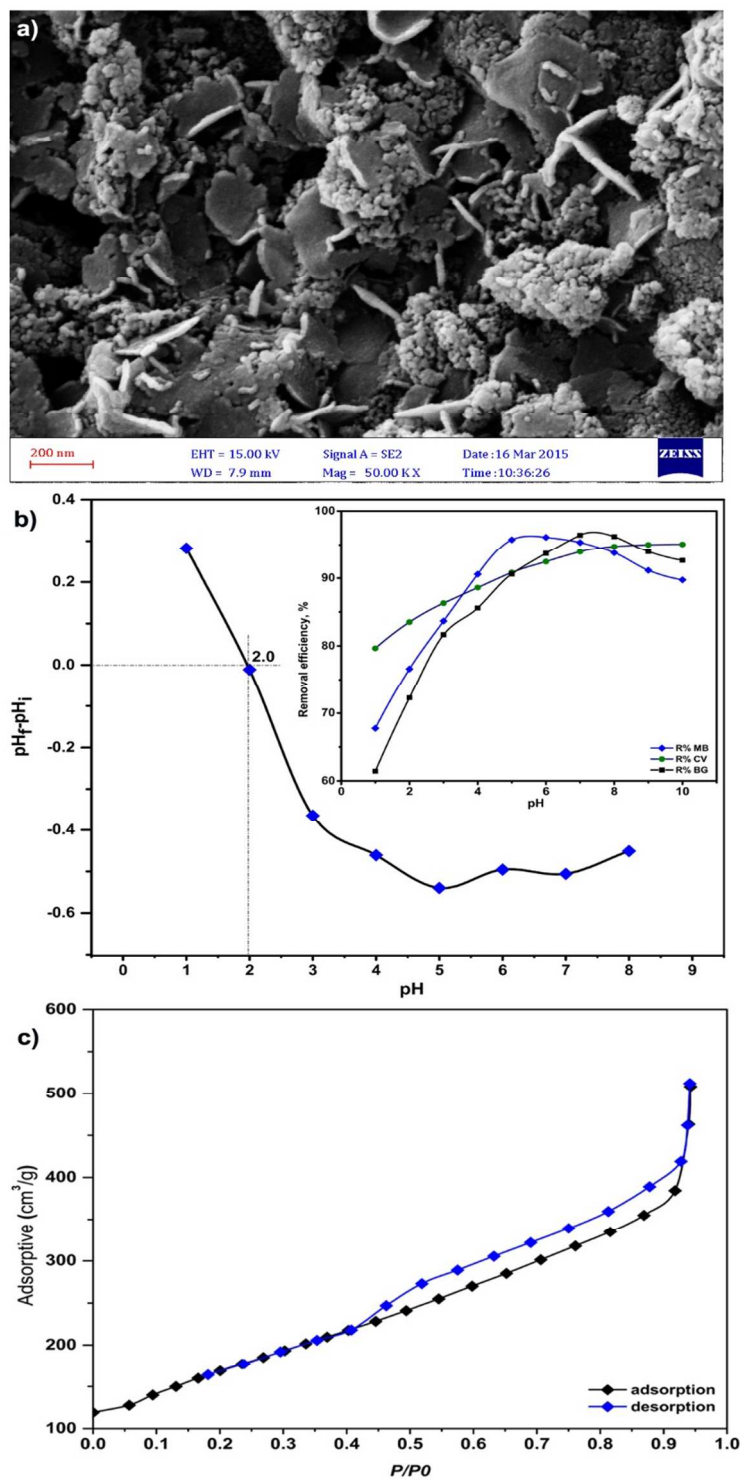 a)
200 nm
EHT = 15.00 kV Signal A = SE2 Date :16 Mar 2015
WD = 7.9 mm Mag = 50.00 K X Time :10:36:26
ZEISS
b)
0.4
0.2
0.0
-0.2
-0.4
-0.6
pHf-pHi
2.0
0 1 2 3 4 5 6 7 8 9
pH
100
90
80
70
60
Removal efficiency, %
R% MB
R% CV
R% BG
0 2 4 6 8 10
pH
c)
600
500
400
300
200
100
Adsorptive (cm³/g)
adsorption
desorption
0.0 0.1 0.2 0.3 0.4 0.5 0.6 0.7 0.8 0.9 1.0
P/P0